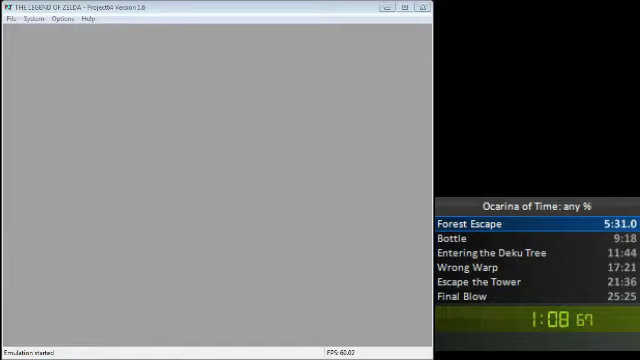 THE LEGEND OF ZELDA - Project64 Version 1.6
File System Options Help
Ocarina of Time: any %
Forest Escape 5:31.0
Bottle 9:18
Entering the Deku Tree 11:44
Wrong Warp 17:21
Escape the Tower 21:36
Final Blow 25:25
1:08 67
Emulation started FPS: 60.02